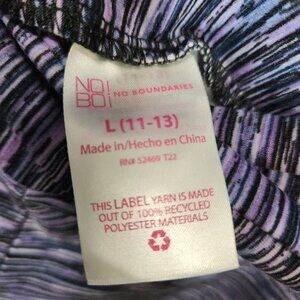 NO
BO
NO BOUNDARIES
L (11-13)
Made in/Hecho en China
RN# 52469 T22
THIS LABEL YARN IS MADE
OUT OF 100% RECYCLED
POLYESTER MATERIALS